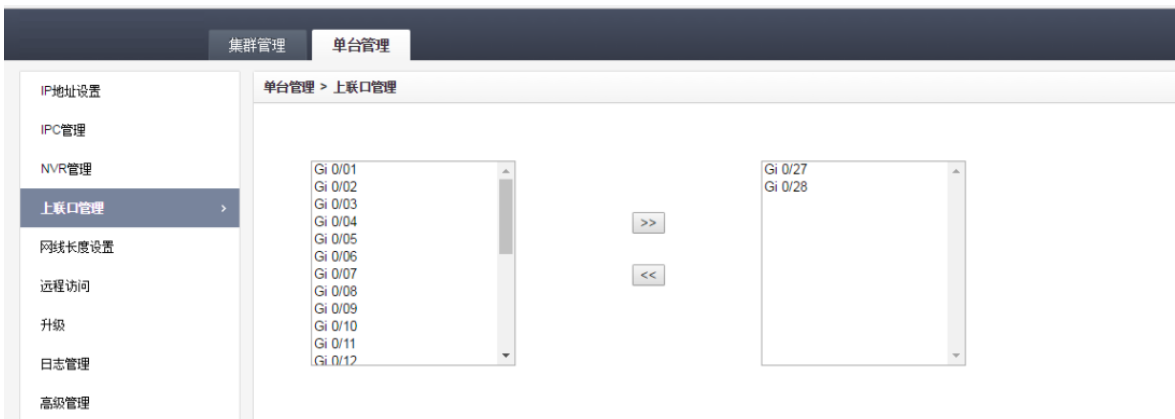 集群管理
单台管理
IP地址设置
IPC管理
NVR管理
上联口管理 >
网线长度设置
远程访问
升级
日志管理
高级管理
单台管理 > 上联口管理
Gi 0/01
Gi 0/02
Gi 0/03
Gi 0/04
Gi 0/05
Gi 0/06
Gi 0/07
Gi 0/08
Gi 0/09
Gi 0/10
Gi 0/11
Gi 0/12
>>
<<
Gi 0/27
Gi 0/28